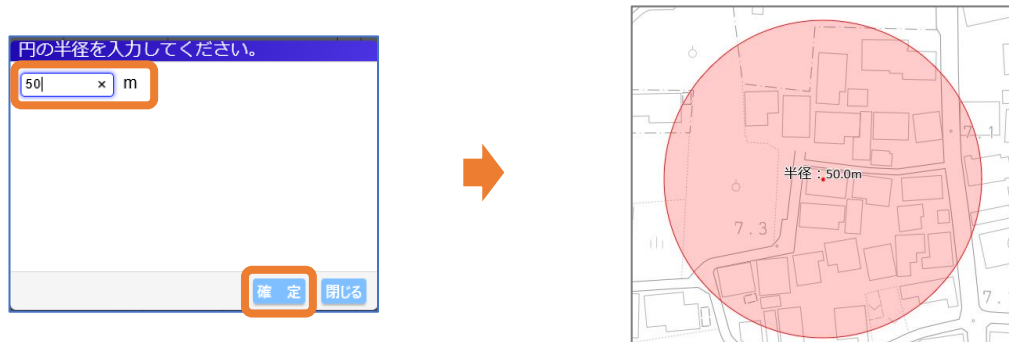 円の半径を入力してください。
50 × m
確 定 閉じる
半径：50.0m
7.1
7.3
7.